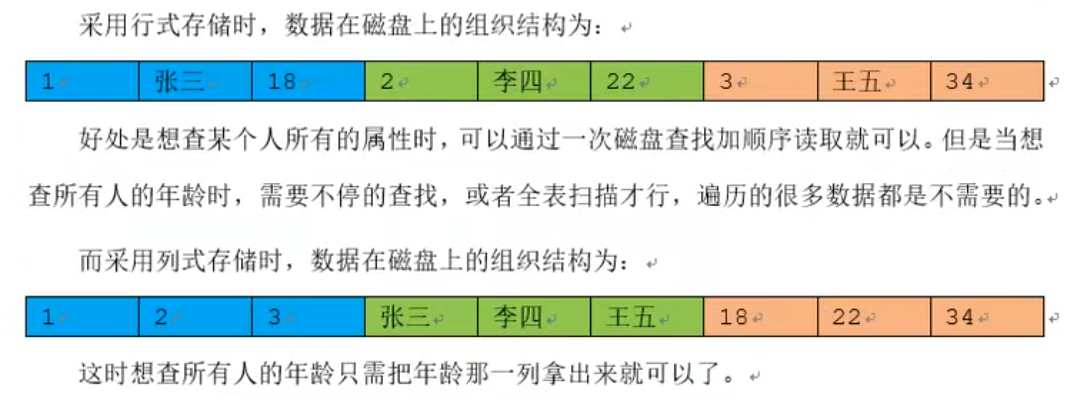 采用行式存储时，数据在磁盘上的组织结构为：
1 张三 18 2 李四 22 3 王五 34
好处是想查某个人所有的属性时，可以通过一次磁盘查找加顺序读取就可以。但是当想
查所有人的年龄时，需要不停的查找，或者全表扫描才行，遍历的很多数据都是不需要的。
而采用列式存储时，数据在磁盘上的组织结构为：
1 2 3 张三 李四 王五 18 22 34
这时想查所有人的年龄只需把年龄那一列拿出来就可以了。